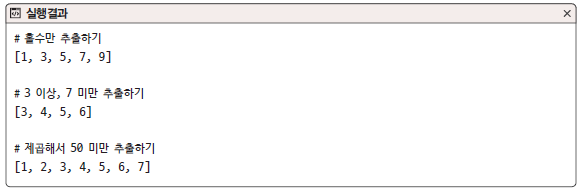 실행결과
# 홀수만 추출하기
[1, 3, 5, 7, 9]
# 3 이상, 7 미만 추출하기
[3, 4, 5, 6]
# 제곱해서 50 미만 추출하기
[1, 2, 3, 4, 5, 6, 7]